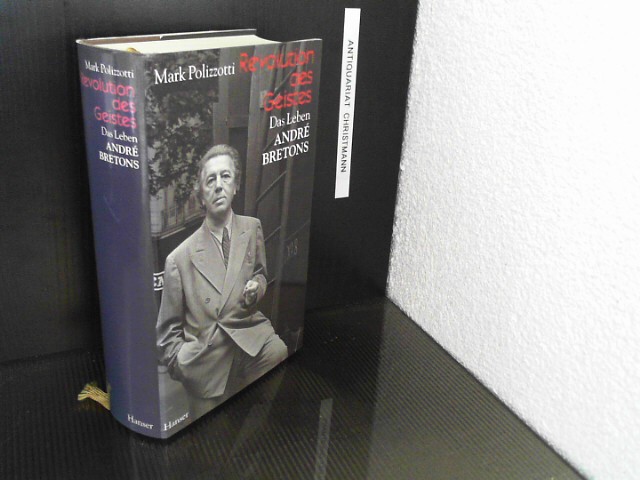 Mark Polizzotti
Revolution
des
Geistes
Das Leben
ANDRÉ
BRETONS
Hanser
Mark Polizzotti
Revolution
des
Geistes
Das Leben
ANDRÉ
BRETONS
Hanser
ANTIQUARIAT CHRISTMANN